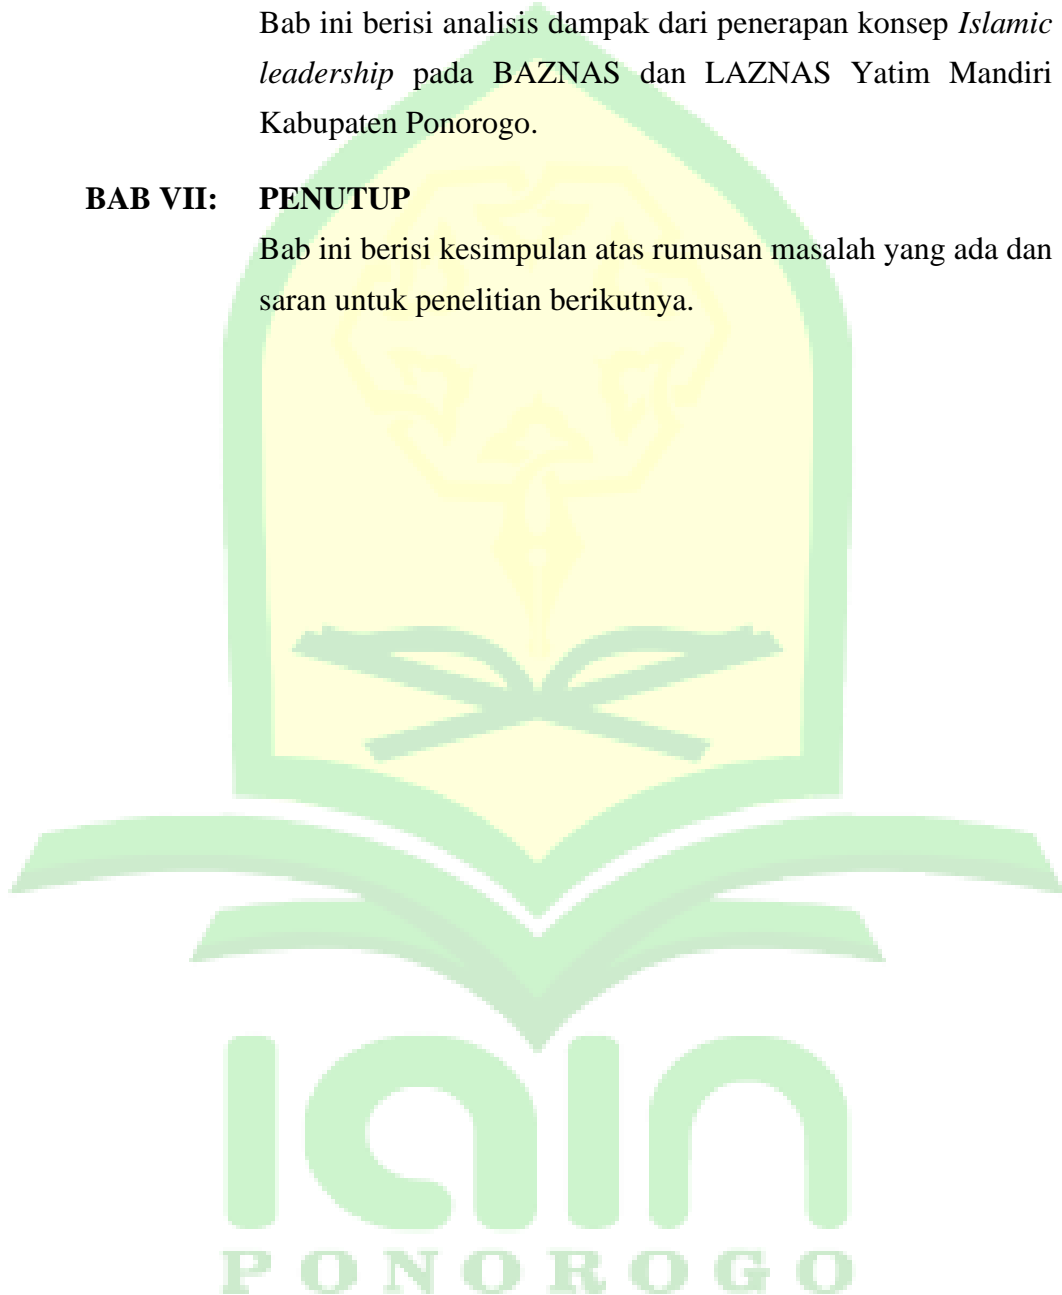 Bab ini berisi analisis dampak dari penerapan konsep Islamic
leadership pada BAZNAS dan LAZNAS Yatim Mandiri
Kabupaten Ponorogo.
BAB VII: PENUTUP
Bab ini berisi kesimpulan atas rumusan masalah yang ada dan
saran untuk penelitian berikutnya.
iain
PONOROGO